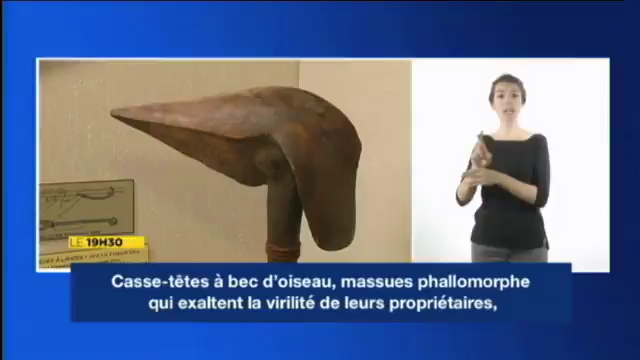 LE 19H30
Casse-têtes à bec d'oiseau, massues phallomorphe
qui exaltent la virilité de leurs propriétaires,